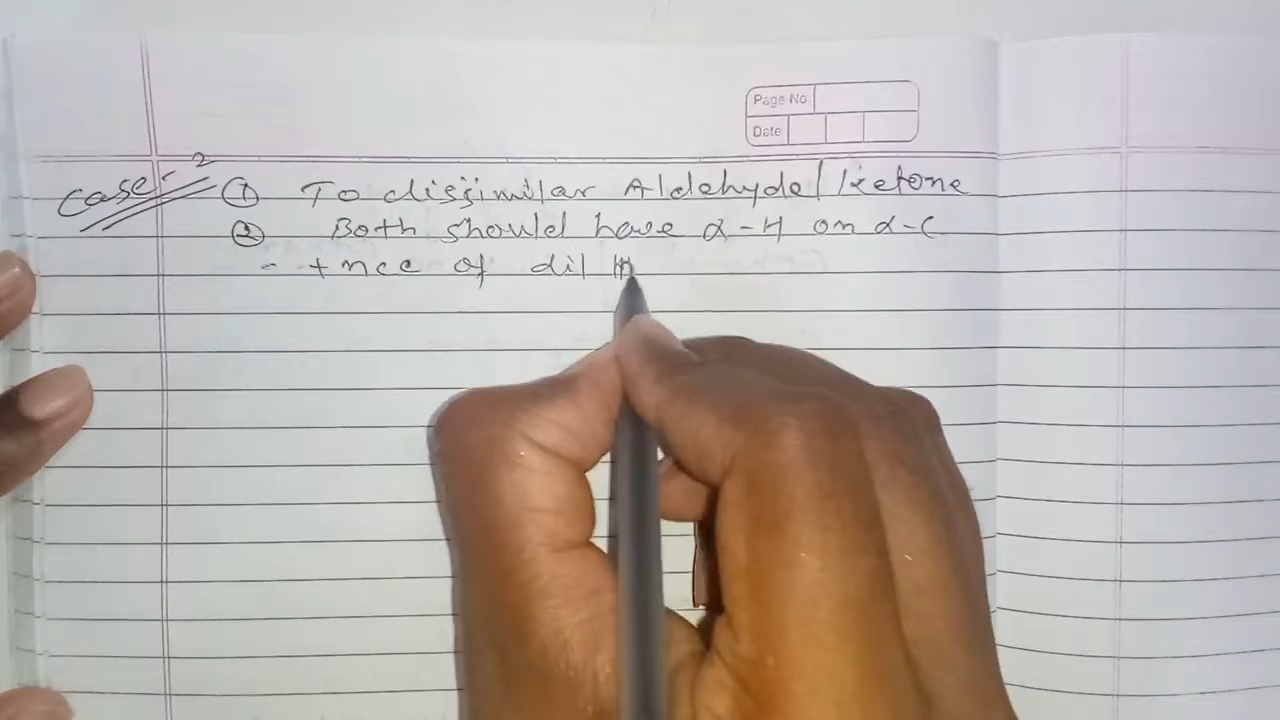 Page No.
Date
Case - 2 ① To dissimilar Aldehyde/Ketone
② Both should have α-H on α-C
- +nce of dil